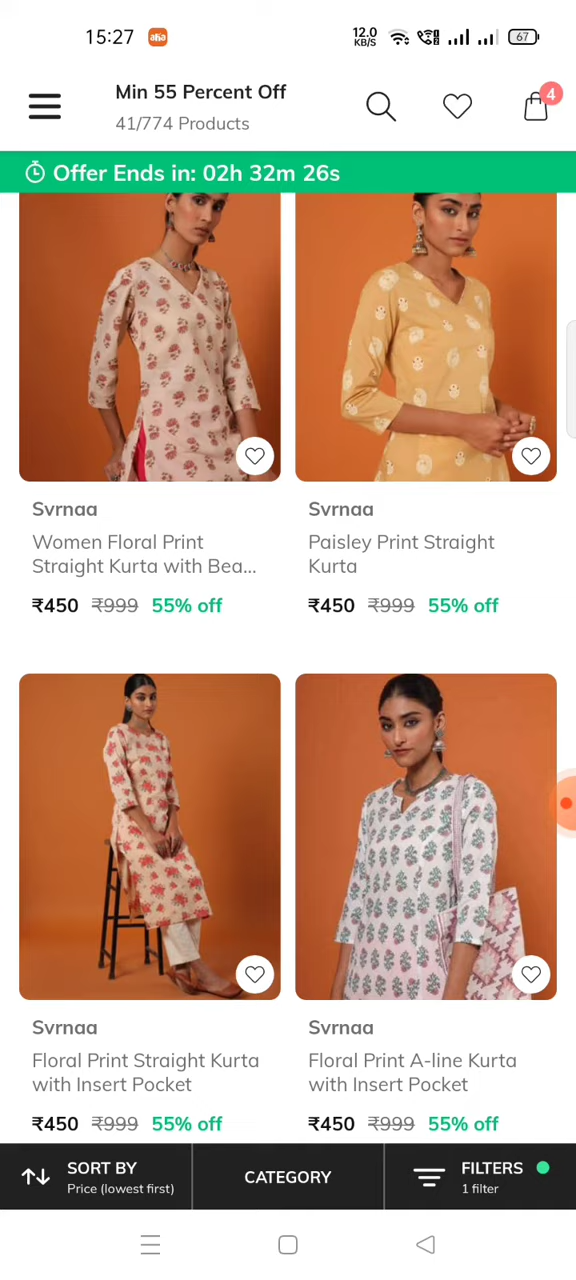 15:27
aha
12.0
KB/S
67
Min 55 Percent Off
41/774 Products
4
Offer Ends in: 02h 32m 26s
Svrnaa
Women Floral Print
Straight Kurta with Bea...
₹450 ₹999 55% off
Svrnaa
Paisley Print Straight
Kurta
₹450 ₹999 55% off
Svrnaa
Floral Print Straight Kurta
with Insert Pocket
₹450 ₹999 55% off
Svrnaa
Floral Print A-line Kurta
with Insert Pocket
₹450 ₹999 55% off
SORT BY
Price (lowest first)
CATEGORY
FILTERS
1 filter